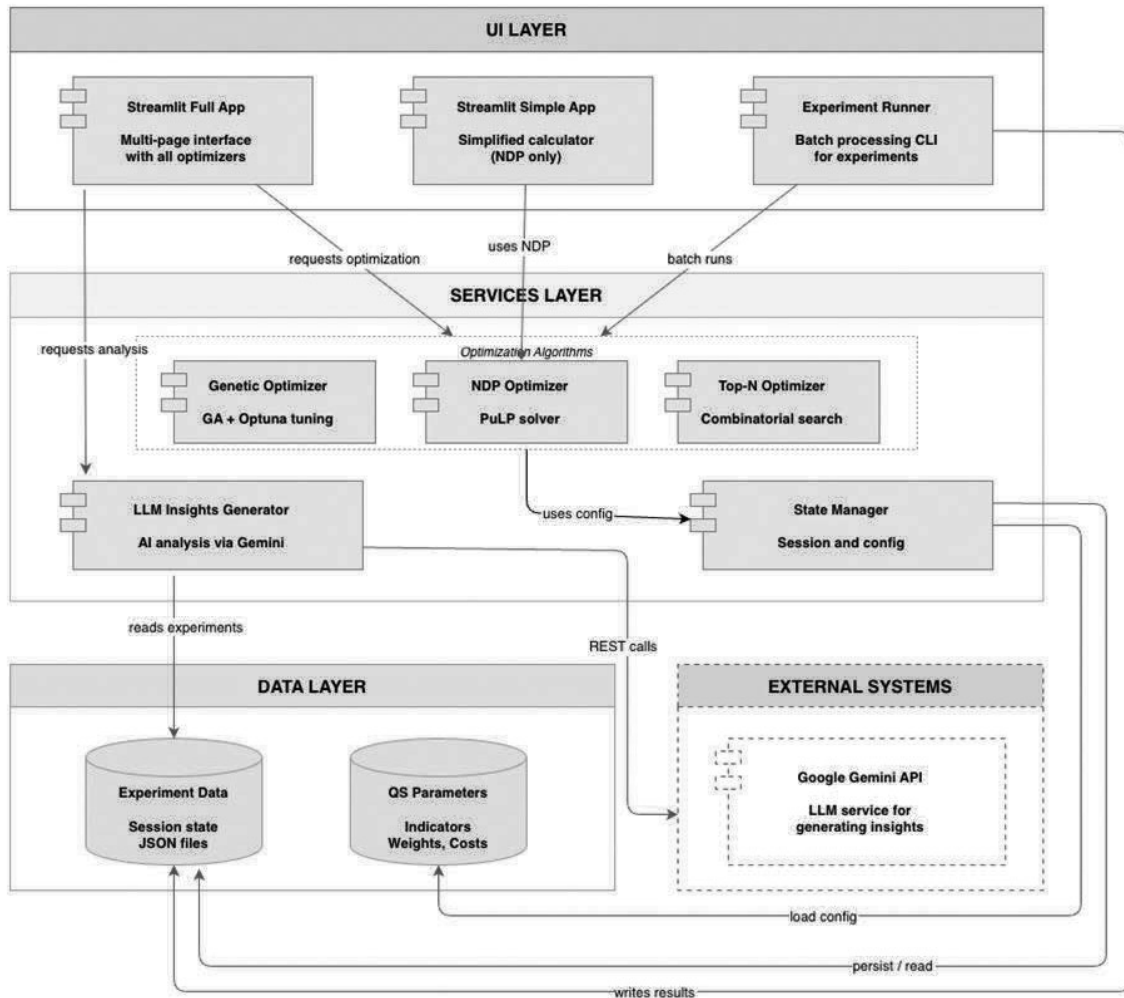 UI LAYER
Streamlit Full App
Multi-page interface
with all optimizers
Streamlit Simple App
Simplified calculator
(NDP only)
Experiment Runner
Batch processing CLI
for experiments
requests optimization
uses NDP
batch runs
SERVICES LAYER
requests analysis
Optimization Algorithms
Genetic Optimizer
GA + Optuna tuning
NDP Optimizer
PuLP solver
Top-N Optimizer
Combinatorial search
LLM Insights Generator
AI analysis via Gemini
uses config
State Manager
Session and config
reads experiments
REST calls
DATA LAYER
Experiment Data
Session state
JSON files
QS Parameters
Indicators
Weights, Costs
EXTERNAL SYSTEMS
Google Gemini API
LLM service for
generating insights
load config
persist / read
writes results